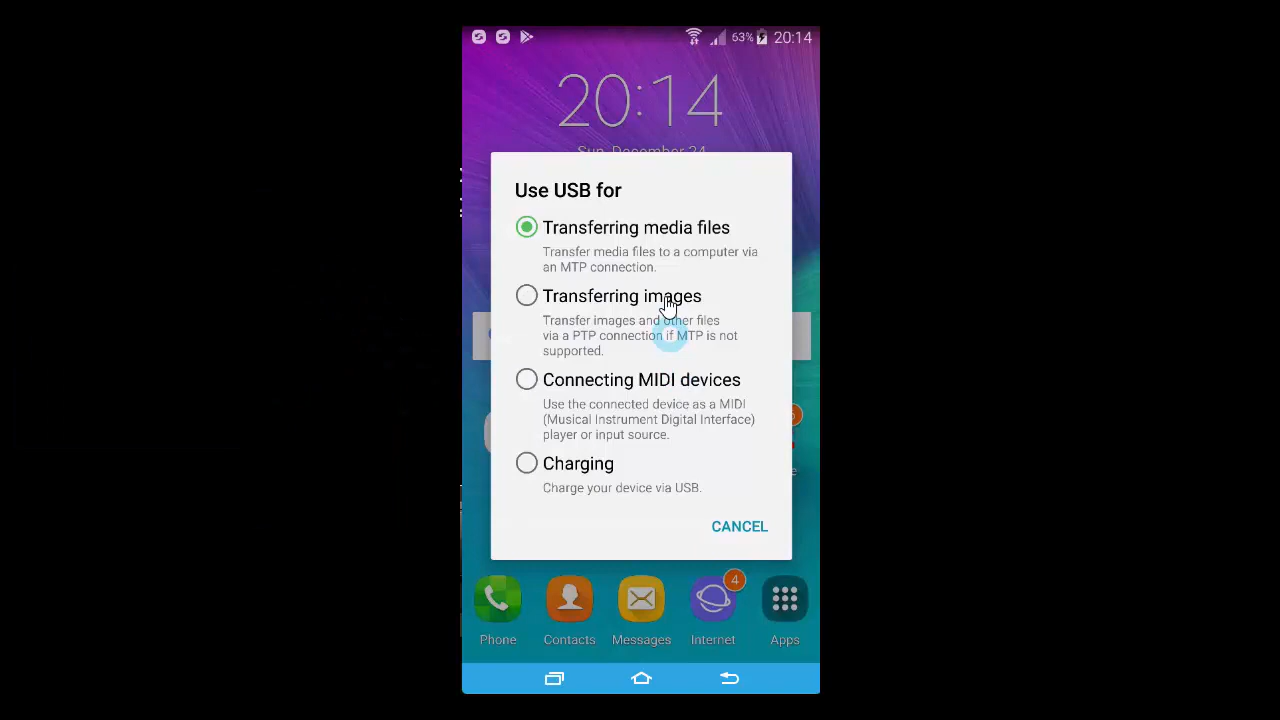 63% 20:14
20:14
Sun, December 24
Use USB for
Transferring media files
Transfer media files to a computer via
an MTP connection.
Transferring images
Transfer images and other files
via a PTP connection if MTP is not
supported.
Connecting MIDI devices
Use the connected device as a MIDI
(Musical Instrument Digital Interface)
player or input source.
Charging
Charge your device via USB.
CANCEL
4
Phone Contacts Messages Internet Apps